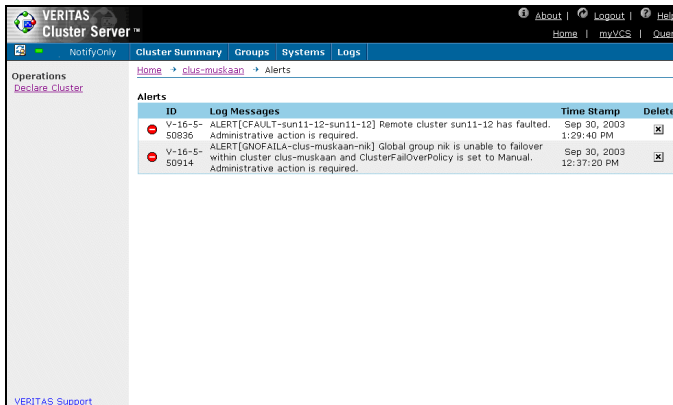 VERITAS
Cluster Server ™
About | Logout | Help
Home | myVCS | Quer
NotifyOnly
Cluster Summary Groups Systems Logs
Operations
Declare Cluster
Home → clus-muskaan → Alerts
Alerts
ID Log Messages Time Stamp Delete
V-16-5-50836 ALERT[CFAULT-sun11-12-sun11-12] Remote cluster sun11-12 has faulted. Sep 30, 2003
Administrative action is required. 1:29:40 PM
V-16-5-50914 ALERT[GNOFAILA-clus-muskaan-nik] Global group nik is unable to failover
within cluster clus-muskaan and ClusterFailOverPolicy is set to Manual. Sep 30, 2003
Administrative action is required. 12:37:20 PM
VERITAS Support